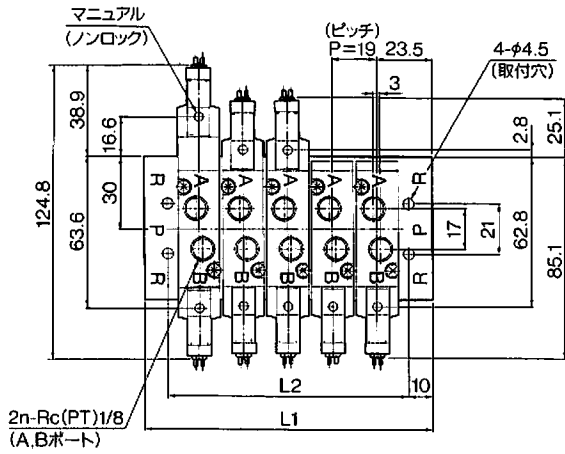 マニュアル
(ノンロック)
(ピッチ)
P=19
23.5
4-φ4.5
(取付穴)
3
38.9
16.6
30
124.8
63.6
2.8
25.1
62.8
85.1
17
21
R
P
R
A
A
A
A
A
B
B
B
B
B
R
P
R
L2
10
L1
2n-Rc(PT)1/8
(A,Bポート)